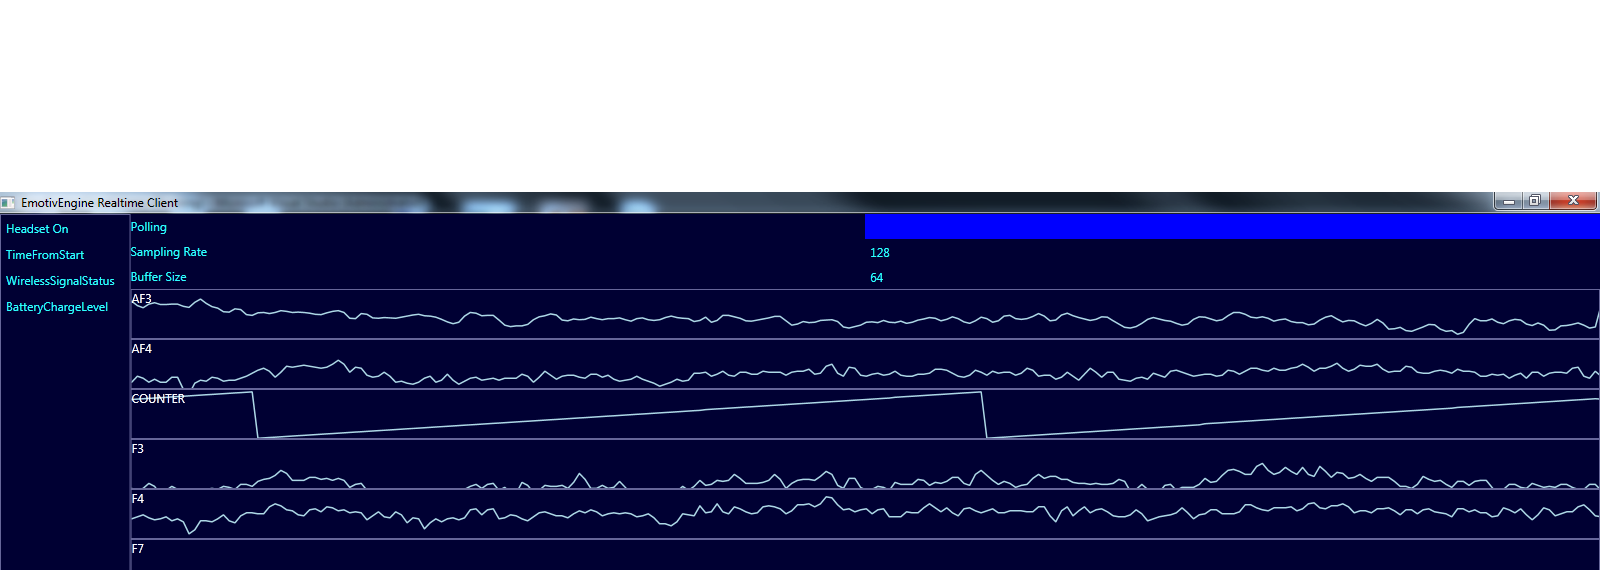 EmotivEngine Realtime Client
Headset On
TimeFromStart
WirelessSignalStatus
BatteryChargeLevel
Polling
Sampling Rate 128
Buffer Size 64
AF3
AF4
COUNTER
F3
F4
F7